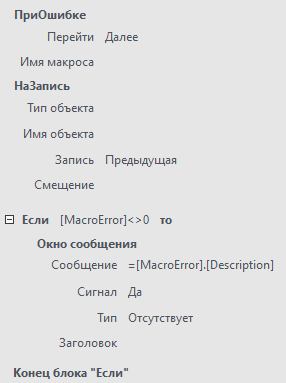 ПриОшибке
Перейти Далее
Имя макроса
НаЗапись
Тип объекта
Имя объекта
Запись Предыдущая
Смещение
Если [MacroError]<>0 то
Окно сообщения
Сообщение =[MacroError].[Description]
Сигнал Да
Тип Отсутствует
Заголовок
Конец блока "Если"